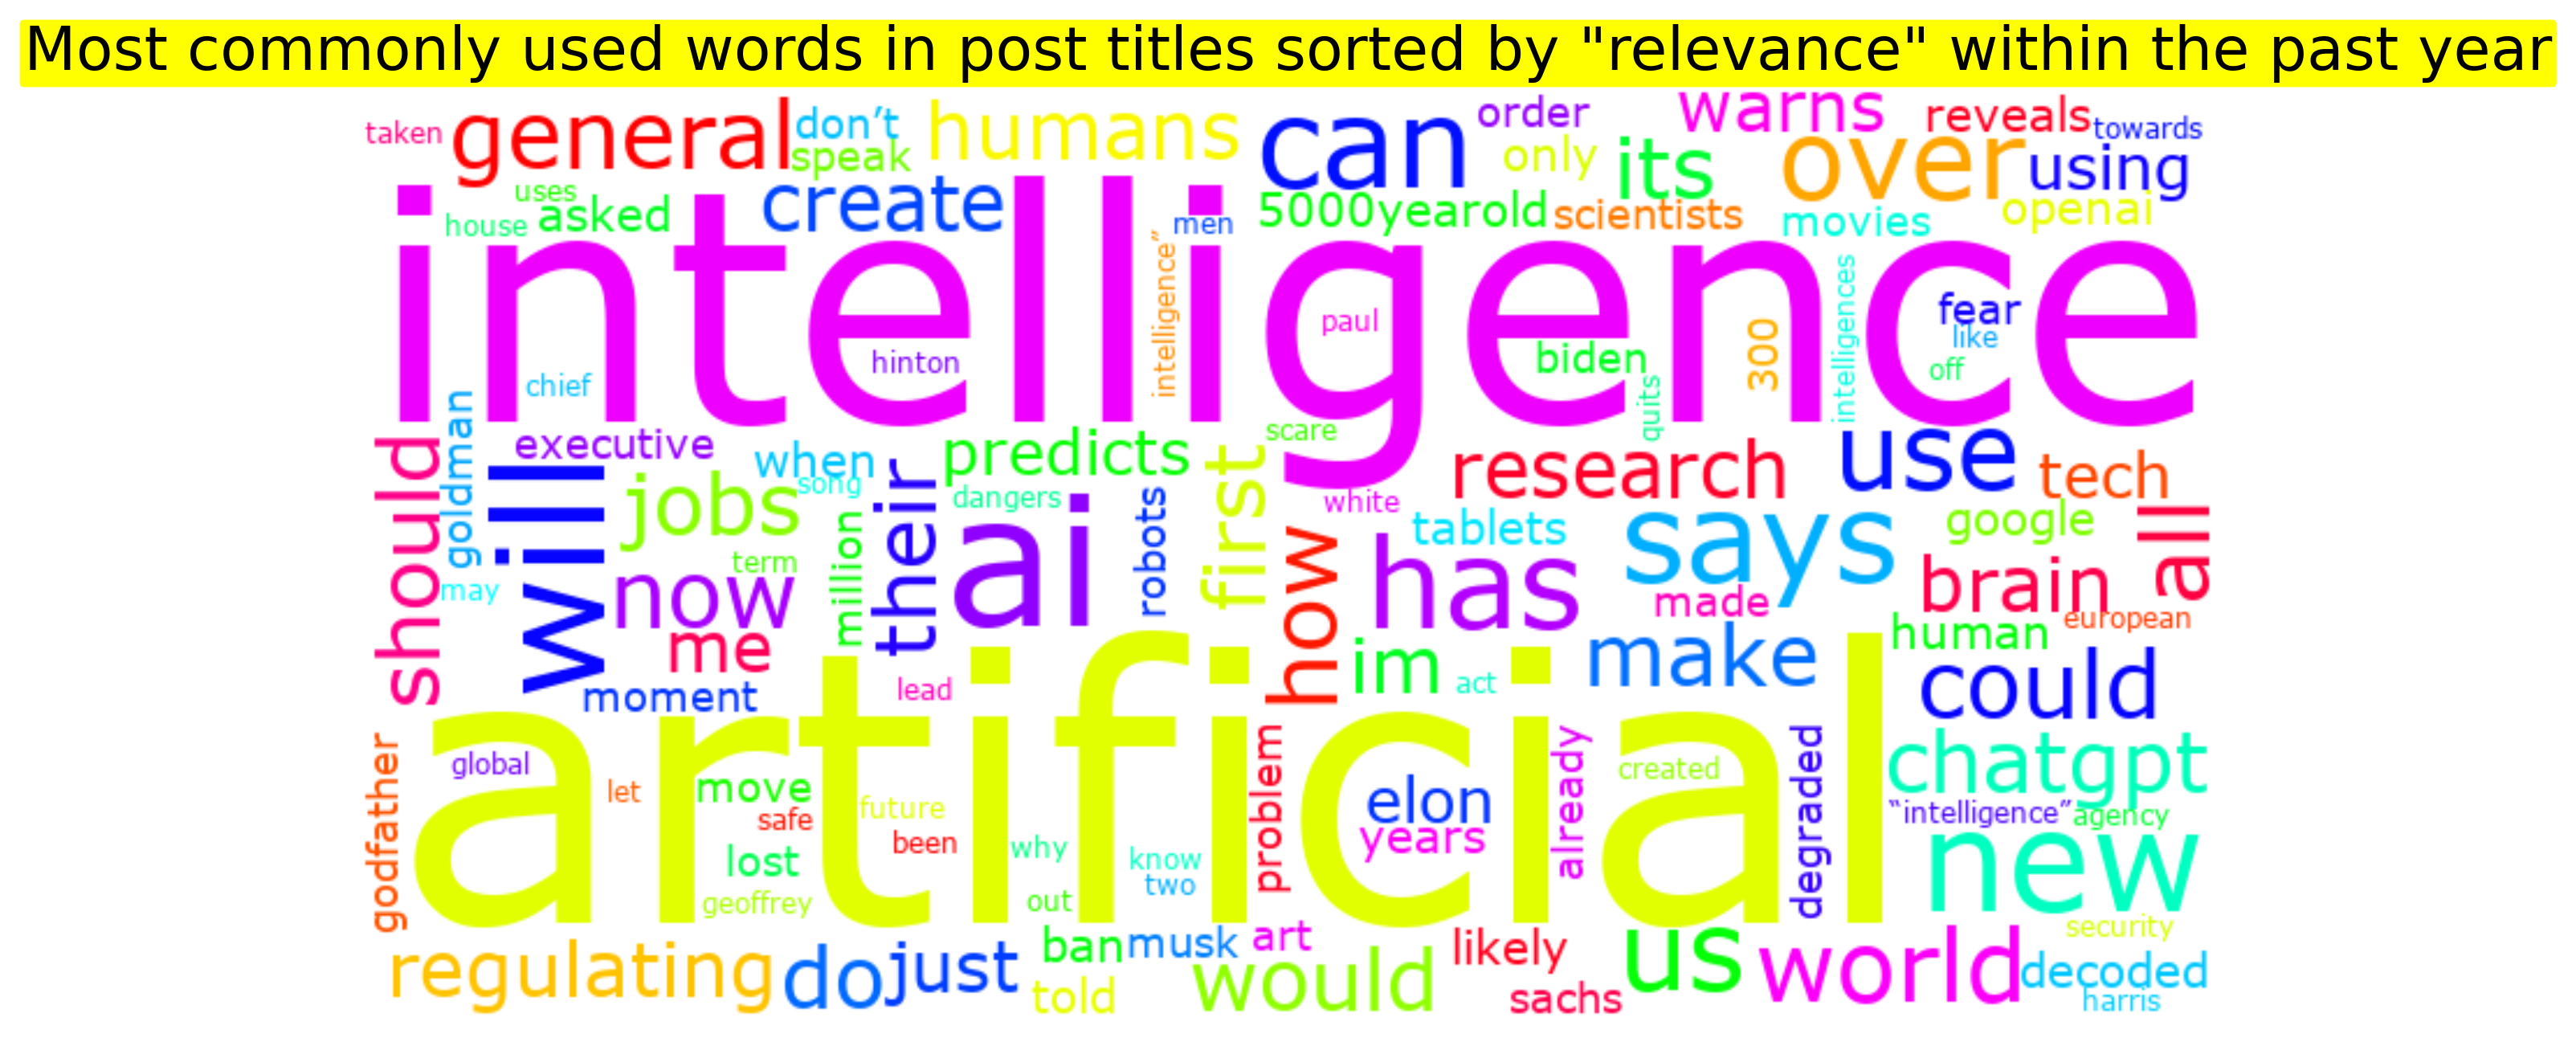 Most commonly used words in post titles sorted by "relevance" within the past year
taken
general
don’t
speak
humans
can
order
only
its
warns
over
reveals
towards
using
uses
house
asked
create
men
5000yearold
scientists
movies
openai
intelligence
intelligence”
hinton
chief
paul
biden
quits
300
intelligences
fear
like
off
should
goldman
executive
will
jobs
when
song
their
predicts
dangers
scare
first
robots
white
research
tablets
use
tech
says
google
all
may
now
term
million
me
moment
ai
how
has
im
act
made
make
brain
european
human
could
lead
artificial
godfather
global
let
move
safe
future
been
lost
geoffrey
why
out
know
two
problem
elon
years
already
created
degraded
chatgpt
“intelligence”
agency
new
security
regulating
do
just
ban
told
musk
art
would
likely
sachs
us
world
decoded
harris